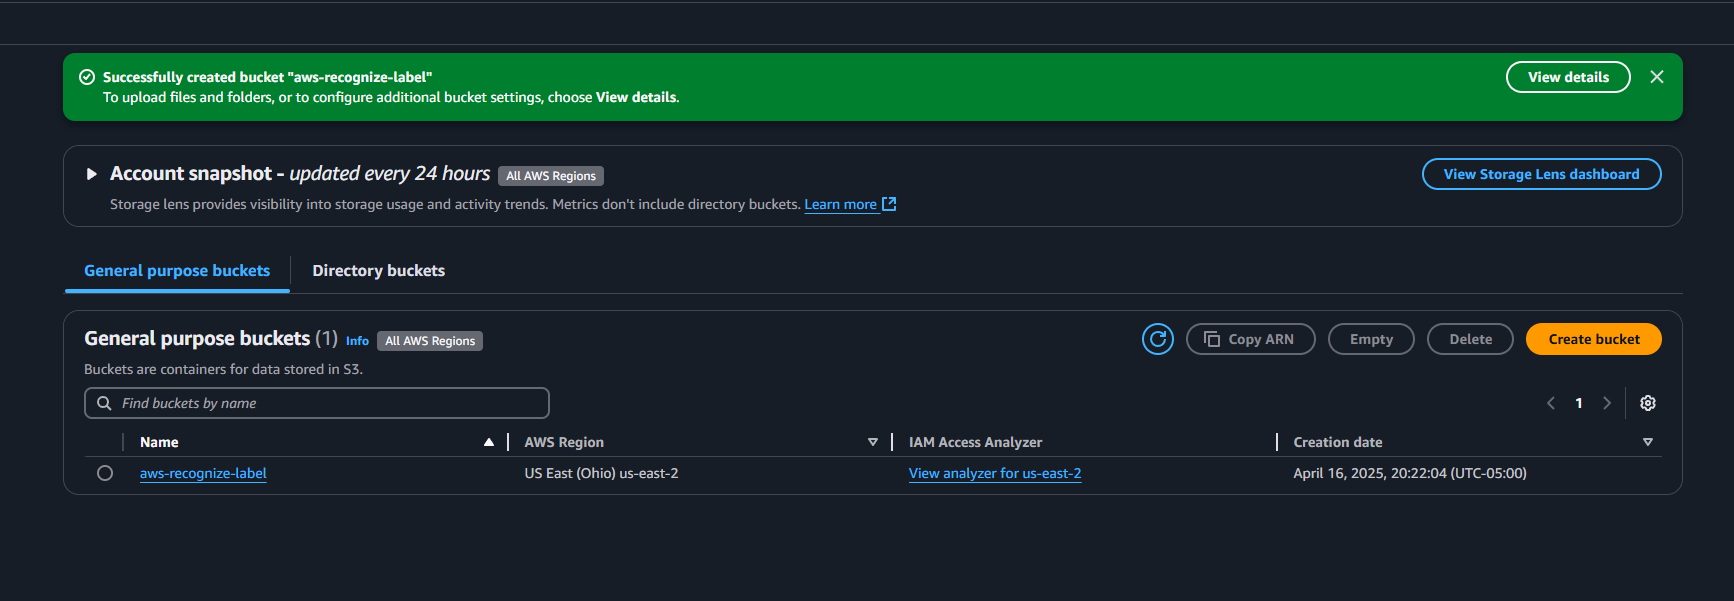 Successfully created bucket "aws-recognize-label"
To upload files and folders, or to configure additional bucket settings, choose View details.
View details
Account snapshot - updated every 24 hours All AWS Regions
View Storage Lens dashboard
Storage lens provides visibility into storage usage and activity trends. Metrics don't include directory buckets. Learn more
General purpose buckets
Directory buckets
General purpose buckets (1) Info All AWS Regions
Copy ARN
Empty
Delete
Create bucket
Buckets are containers for data stored in S3.
Find buckets by name
1
Name AWS Region IAM Access Analyzer Creation date
aws-recognize-label US East (Ohio) us-east-2 View analyzer for us-east-2 April 16, 2025, 20:22:04 (UTC-05:00)